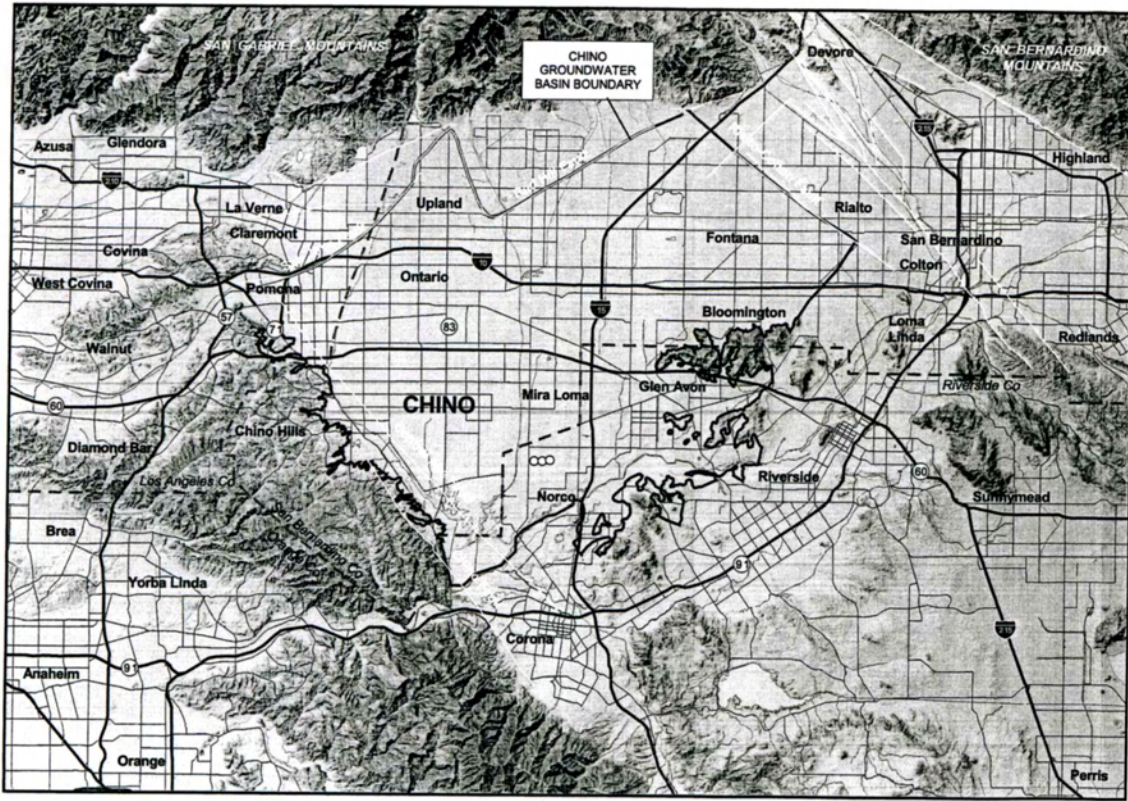 SAN GABRIEL MOUNTAINS
CHINO
GROUNDWATER
BASIN BOUNDARY
Devore
SAN BERNARDINO
MOUNTAINS
Azusa
Glendora
210
215
Highland
La Verne
Claremont
Upland
Rialto
Covina
Fontana
San Bernardino
West Covina
Pomona
Ontario
10
Colton
57
71
83
15
Bloomington
Loma
Linda
Redlands
Walnut
60
CHINO
Mira Loma
Glen Avon
Riverside Co
Diamond Bar
Chino Hills
Los Angeles Co
Norco
Riverside
60
Sunnymead
Brea
San Bernardino Co
Yorba Linda
91
Corona
215
Anaheim
91
Orange
Perris